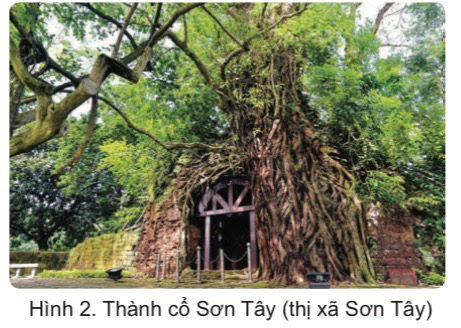 Hình 2. Thành cổ Sơn Tây (thị xã Sơn Tây)